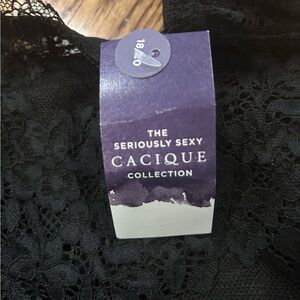 18/20
THE
SERIOUSLY SEXY
CACIQUE
COLLECTION